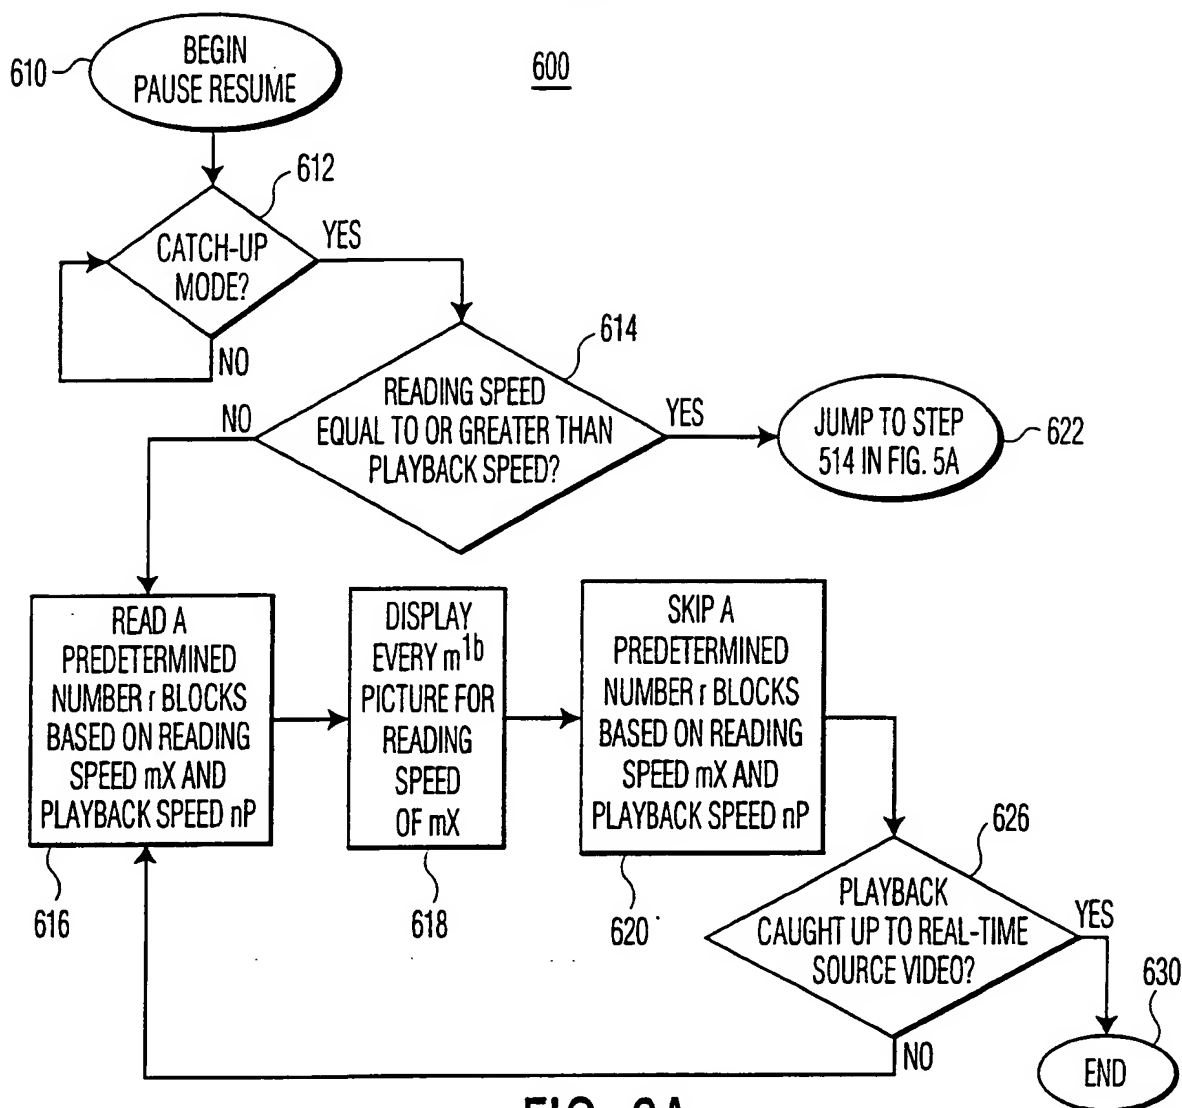 BEGIN
PAUSE RESUME
610
600
612
CATCH-UP
MODE?
YES
NO
614
READING SPEED
EQUAL TO OR GREATER THAN
PLAYBACK SPEED?
NO
YES
JUMP TO STEP
514 IN FIG. 5A
622
READ A
PREDETERMINED
NUMBER r BLOCKS
BASED ON READING
SPEED mX AND
PLAYBACK SPEED nP
616
DISPLAY
EVERY m1b
PICTURE FOR
READING
SPEED
OF mX
618
SKIP A
PREDETERMINED
NUMBER r BLOCKS
BASED ON READING
SPEED mX AND
PLAYBACK SPEED nP
620
626
PLAYBACK
CAUGHT UP TO REAL-TIME
SOURCE VIDEO?
YES
NO
630
END